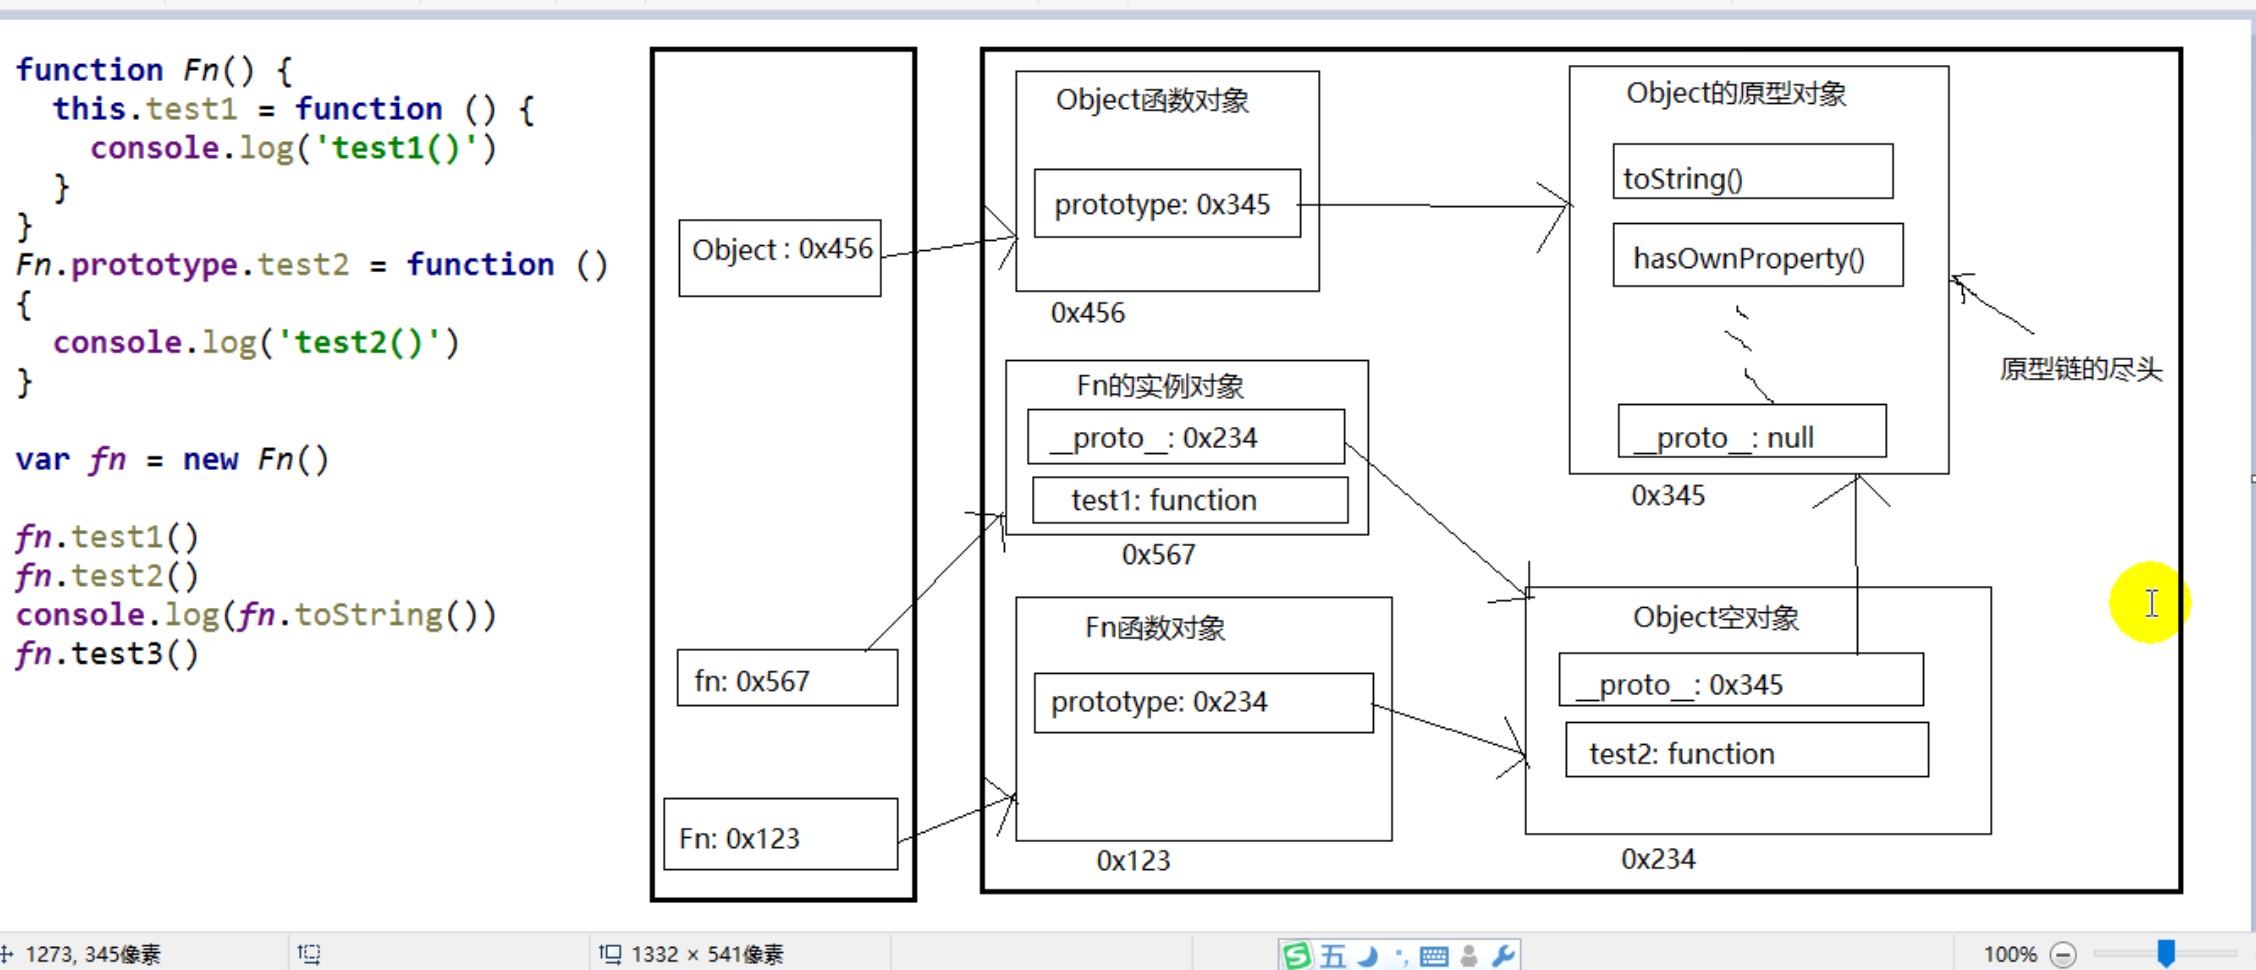 function Fn() {
this.test1 = function () {
console.log('test1()')
}
}
Fn.prototype.test2 = function ()
{
console.log('test2()')
}
var fn = new Fn()
fn.test1()
fn.test2()
console.log(fn.toString())
fn.test3()
Object : 0x456
fn: 0x567
Fn: 0x123
Object函数对象
prototype: 0x345
0x456
Fn的实例对象
__proto__: 0x234
test1: function
0x567
Fn函数对象
prototype: 0x234
0x123
Object的原型对象
toString()
hasOwnProperty()
__proto__: null
0x345
原型链的尽头
Object空对象
__proto__: 0x345
test2: function
0x234
1273, 345像素
1332 × 541像素
五
100%